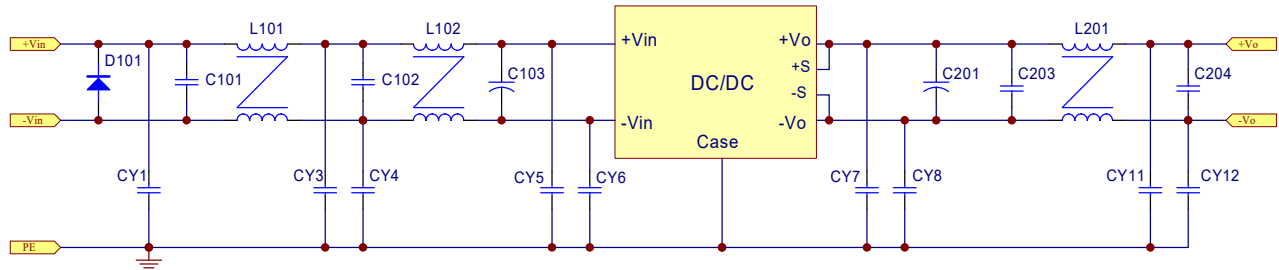 L101
L102
L201
+Vin
D101
C101
C102
C103
+Vin
+Vo
+S
DC/DC
-S
-Vin
-Vo
Case
C201
C203
C204
+Vo
-Vin
-Vo
CY1
CY3
CY4
CY5
CY6
CY7
CY8
CY11
CY12
PE